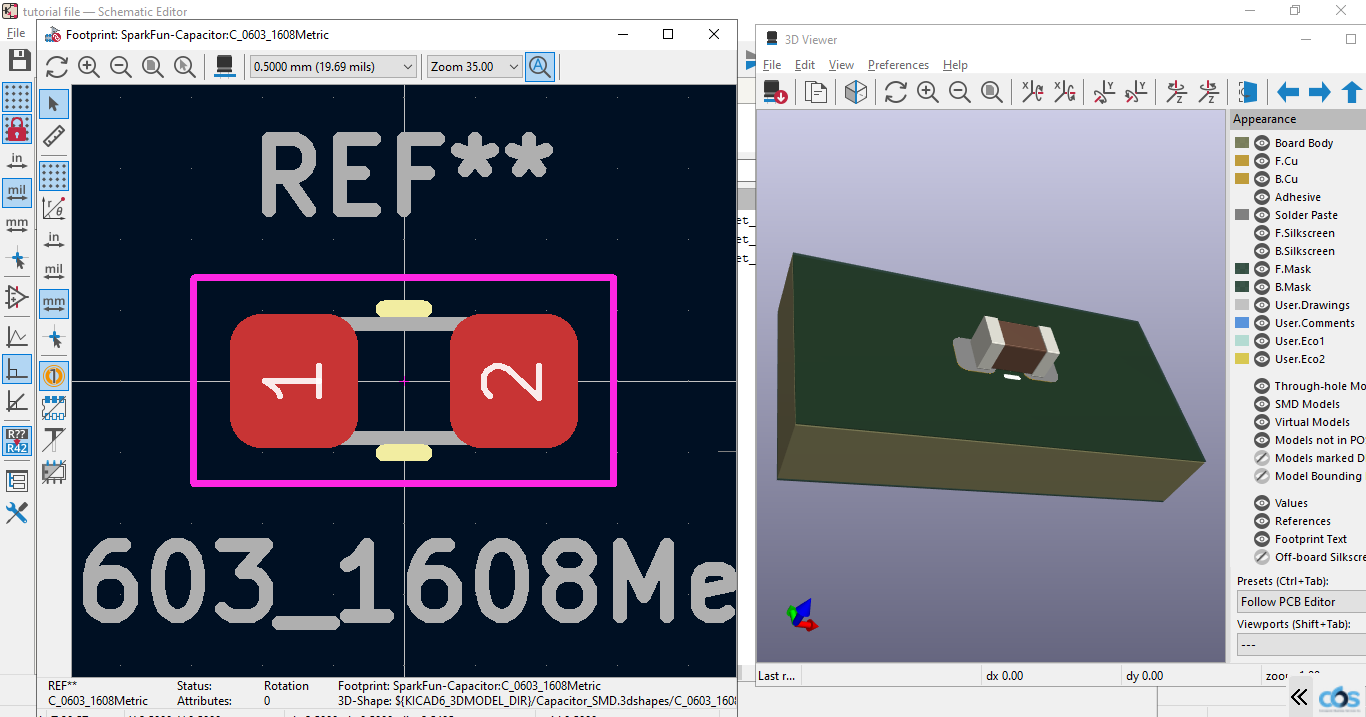 tutorial file — Schematic Editor
File
in
mil
mm
R??
R42
Footprint: SparkFun-Capacitor:C_0603_1608Metric
0.5000 mm (19.69 mils)
Zoom 35.00
in
mil
mm
REF**
1
2
603_1608Me
REF**
C_0603_1608Metric
Status:
Attributes:
Rotation
0
Footprint: SparkFun-Capacitor:C_0603_1608Metric
3D-Shape: ${KICAD6_3DMODEL_DIR}/Capacitor_SMD.3dshapes/C_0603_1608
et_
et_
et_
3D Viewer
File Edit View Preferences Help
Appearance
Board Body
F.Cu
B.Cu
Adhesive
Solder Paste
F.Silkscreen
B.Silkscreen
F.Mask
B.Mask
User.Drawings
User.Comments
User.Eco1
User.Eco2
Through-hole Mo
SMD Models
Virtual Models
Models not in PO
Models marked D
Model Bounding
Values
References
Footprint Text
Off-board Silkscre
Presets (Ctrl+Tab):
Follow PCB Editor
Viewports (Shift+Tab):
---
Last r...
dx 0.00
dy 0.00